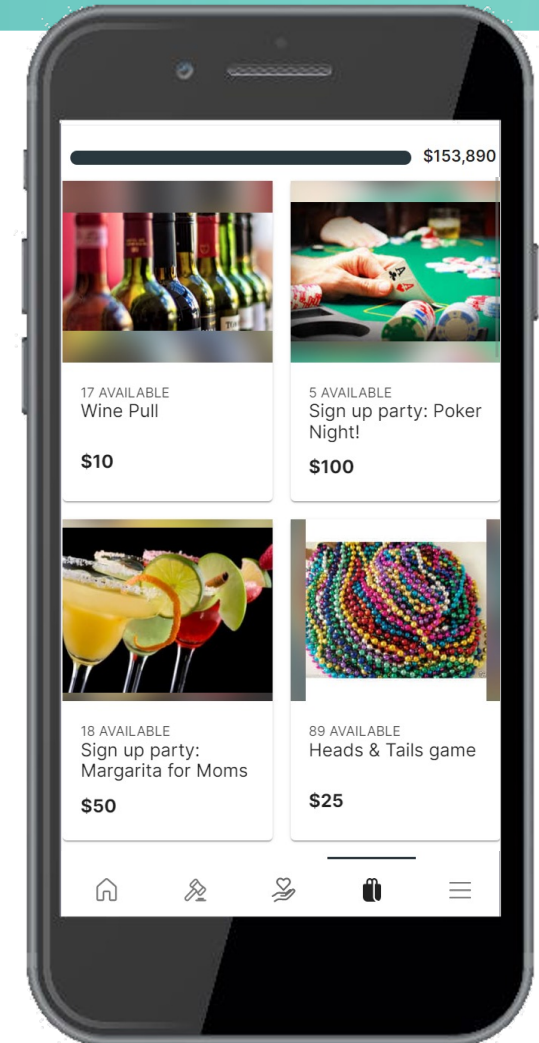 $153,890
17 AVAILABLE
Wine Pull
$10
5 AVAILABLE
Sign up party: Poker
Night!
$100
18 AVAILABLE
Sign up party:
Margarita for Moms
$50
89 AVAILABLE
Heads & Tails game
$25